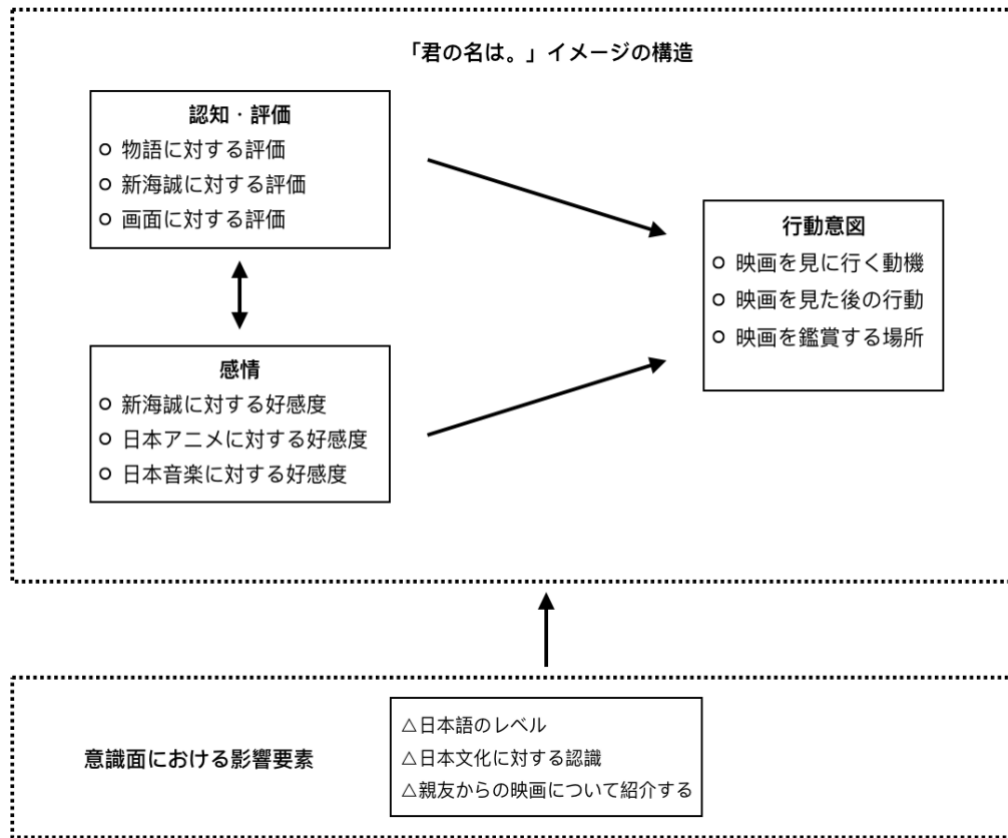 「君の名は。」イメージの構造
認知・評価
○ 物語に対する評価
○ 新海誠に対する評価
○ 画面に対する評価
感情
○ 新海誠に対する好感度
○ 日本アニメに対する好感度
○ 日本音楽に対する好感度
行動意図
○ 映画を見に行く動機
○ 映画を見た後の行動
○ 映画を鑑賞する場所
意識面における影響要素
△日本語のレベル
△日本文化に対する認識
△親友からの映画について紹介する